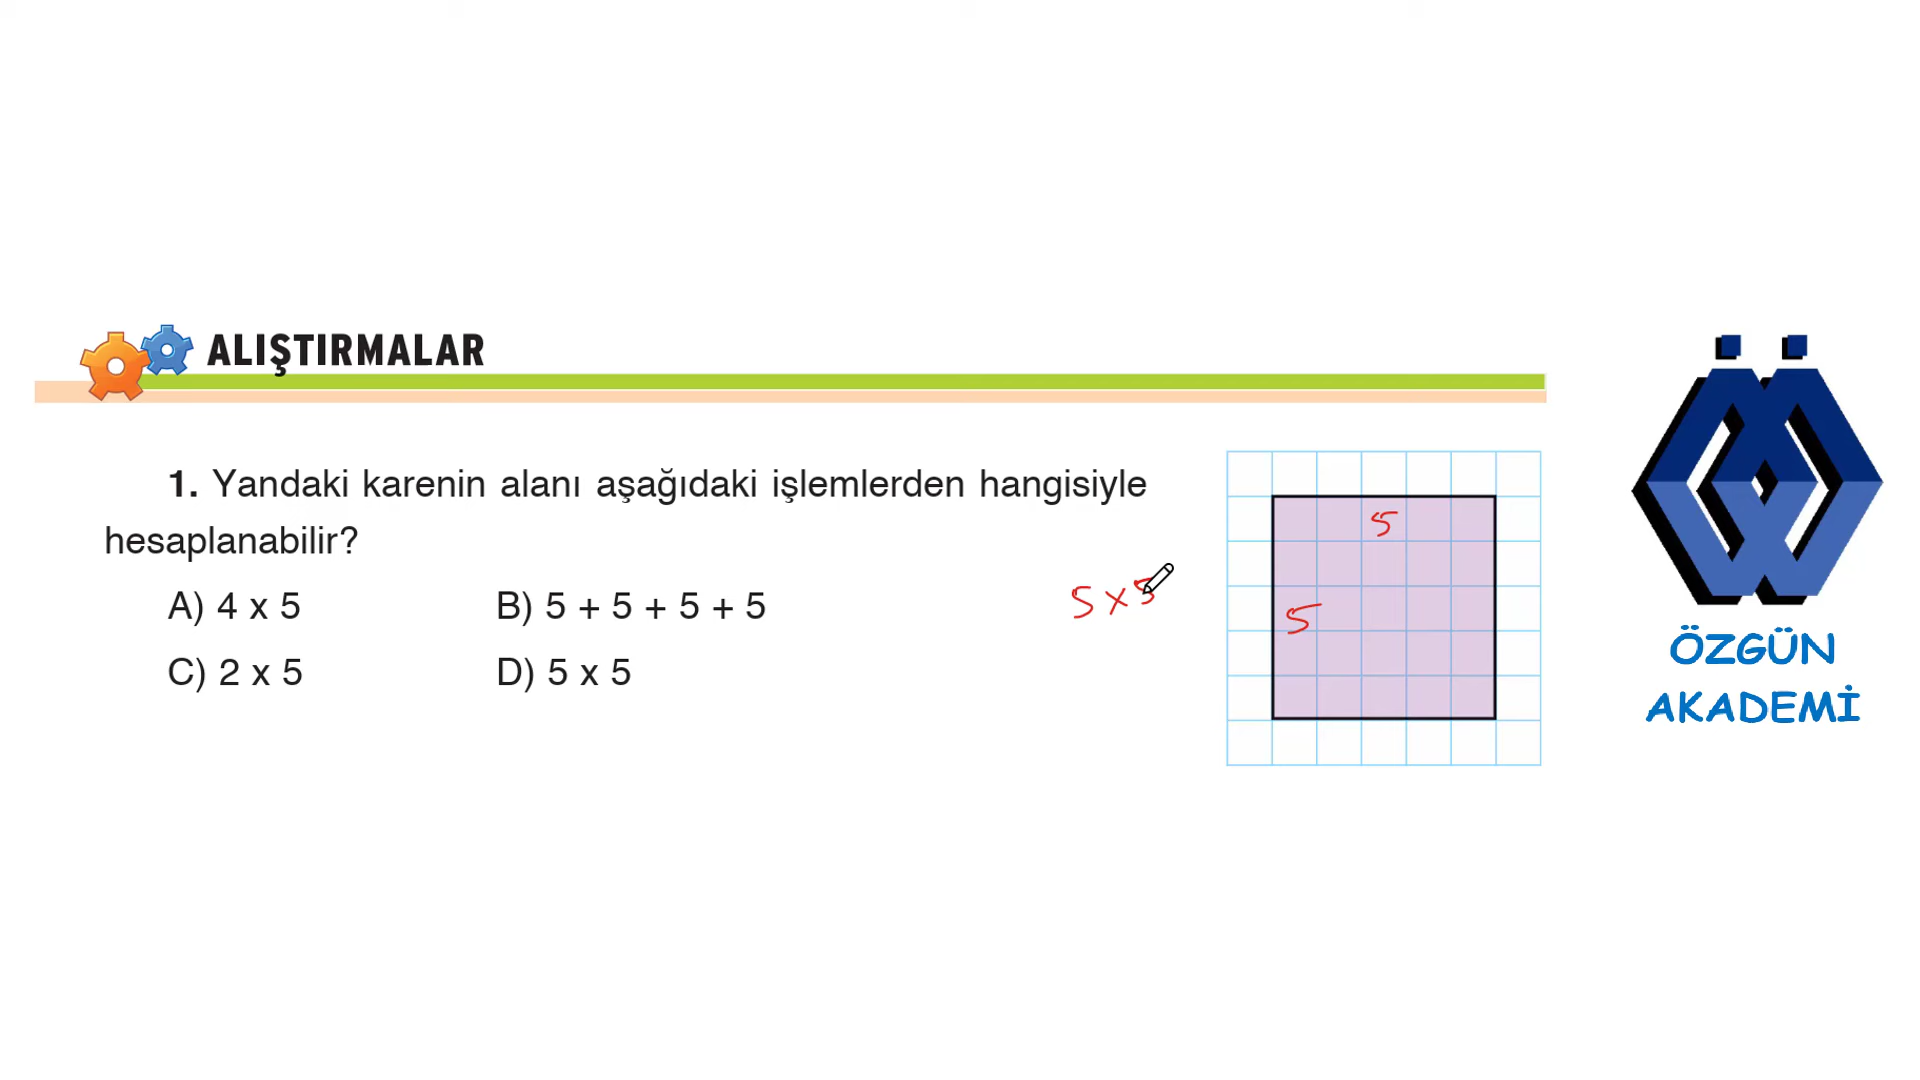 ALIŞTIRMALAR
1. Yandaki karenin alanı aşağıdaki işlemlerden hangisiyle
hesaplanabilir?
A) 4 x 5
B) 5 + 5 + 5 + 5
C) 2 x 5
D) 5 x 5
5 x 5
5
5
ÖZGÜN
AKADEMİ